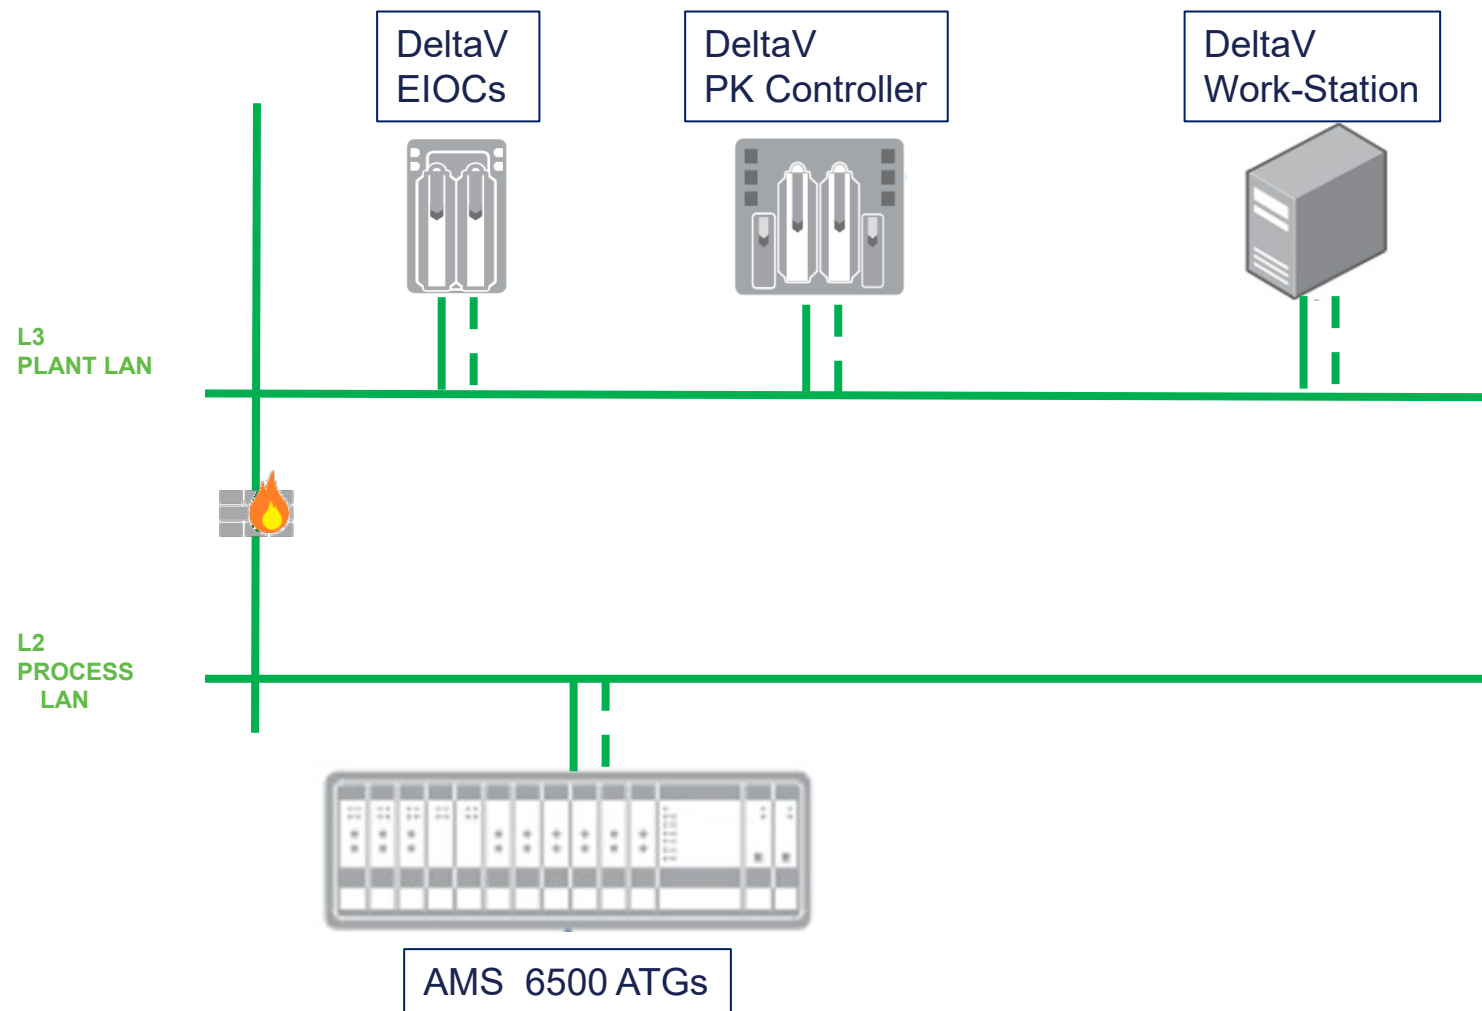 DeltaV
EIOCs
DeltaV
PK Controller
DeltaV
Work-Station
L3
PLANT LAN
L2
PROCESS
LAN
AMS 6500 ATGs